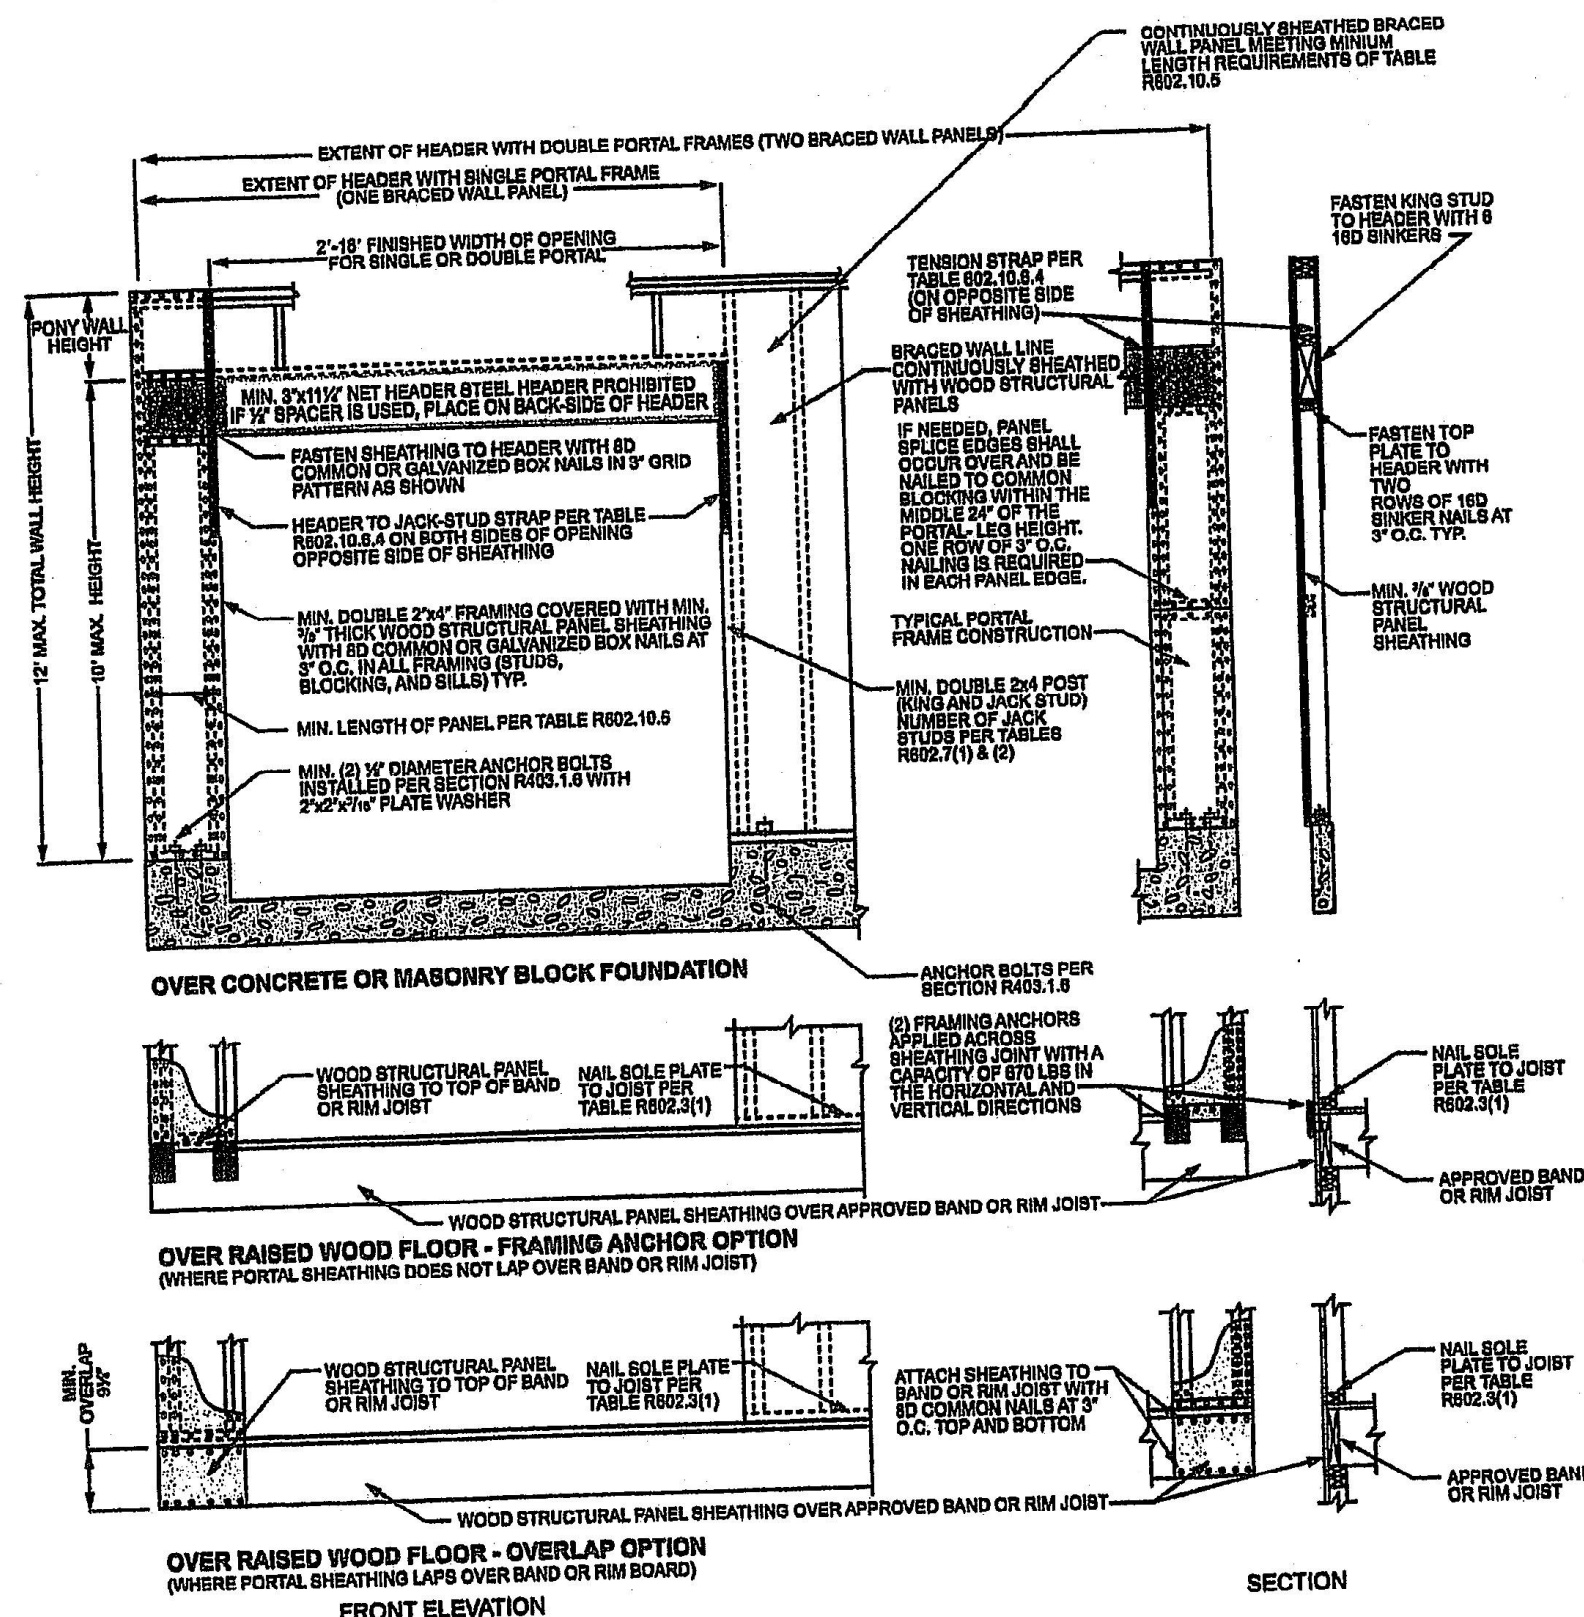 CONTINUOUSLY SHEATHED BRACED
WALL PANEL MEETING MINIUM
LENGTH REQUIREMENTS OF TABLE
R602.10.5
EXTENT OF HEADER WITH DOUBLE PORTAL FRAMES (TWO BRACED WALL PANELS)
EXTENT OF HEADER WITH SINGLE PORTAL FRAME
(ONE BRACED WALL PANEL)
2'-18' FINISHED WIDTH OF OPENING
FOR SINGLE OR DOUBLE PORTAL
FASTEN KING STUD
TO HEADER WITH 6
16D SINKERS
TENSION STRAP PER
TABLE 602.10.6.4
(ON OPPOSITE SIDE
OF SHEATHING)
PONY WALL
HEIGHT
BRACED WALL LINE
CONTINUOUSLY SHEATHED
WITH WOOD STRUCTURAL
PANELS
MIN. 3"x11¼" NET HEADER STEEL HEADER PROHIBITED
IF ½" SPACER IS USED, PLACE ON BACK-SIDE OF HEADER
FASTEN SHEATHING TO HEADER WITH 8D
COMMON OR GALVANIZED BOX NAILS IN 3" GRID
PATTERN AS SHOWN
IF NEEDED, PANEL
SPLICE EDGES SHALL
OCCUR OVER AND BE
NAILED TO COMMON
BLOCKING WITHIN THE
MIDDLE 24" OF THE
PORTAL- LEG HEIGHT.
ONE ROW OF 3" O.C.
NAILING IS REQUIRED
IN EACH PANEL EDGE.
FASTEN TOP
PLATE TO
HEADER WITH
TWO
ROWS OF 16D
SINKER NAILS AT
3" O.C. TYP.
HEADER TO JACK-STUD STRAP PER TABLE
R602.10.6.4 ON BOTH SIDES OF OPENING
OPPOSITE SIDE OF SHEATHING
12' MAX. TOTAL WALL HEIGHT
10' MAX. HEIGHT
MIN. DOUBLE 2"x4" FRAMING COVERED WITH MIN.
3/8" THICK WOOD STRUCTURAL PANEL SHEATHING
WITH 8D COMMON OR GALVANIZED BOX NAILS AT
3" O.C. IN ALL FRAMING (STUDS,
BLOCKING, AND SILLS) TYP.
TYPICAL PORTAL
FRAME CONSTRUCTION
MIN. 3/8" WOOD
STRUCTURAL
PANEL
SHEATHING
MIN. DOUBLE 2x4 POST
(KING AND JACK STUD)
NUMBER OF JACK
STUDS PER TABLES
R602.7(1) & (2)
MIN. LENGTH OF PANEL PER TABLE R602.10.5
MIN. (2) ½" DIAMETER ANCHOR BOLTS
INSTALLED PER SECTION R403.1.6 WITH
2"x2"x3/16" PLATE WASHER
OVER CONCRETE OR MASONRY BLOCK FOUNDATION
ANCHOR BOLTS PER
SECTION R403.1.6
WOOD STRUCTURAL PANEL
SHEATHING TO TOP OF BAND
OR RIM JOIST
NAIL SOLE PLATE
TO JOIST PER
TABLE R602.3(1)
(2) FRAMING ANCHORS
APPLIED ACROSS
SHEATHING JOINT WITH A
CAPACITY OF 670 LBS IN
THE HORIZONTAL AND
VERTICAL DIRECTIONS
NAIL SOLE
PLATE TO JOIST
PER TABLE
R602.3(1)
APPROVED BAND
OR RIM JOIST
WOOD STRUCTURAL PANEL SHEATHING OVER APPROVED BAND OR RIM JOIST
OVER RAISED WOOD FLOOR - FRAMING ANCHOR OPTION
(WHERE PORTAL SHEATHING DOES NOT LAP OVER BAND OR RIM JOIST)
MIN.
OVERLAP
9¼"
WOOD STRUCTURAL PANEL
SHEATHING TO TOP OF BAND
OR RIM JOIST
NAIL SOLE PLATE
TO JOIST PER
TABLE R602.3(1)
ATTACH SHEATHING TO
BAND OR RIM JOIST WITH
8D COMMON NAILS AT 3"
O.C. TOP AND BOTTOM
NAIL SOLE
PLATE TO JOIST
PER TABLE
R602.3(1)
APPROVED BAND
OR RIM JOIST
WOOD STRUCTURAL PANEL SHEATHING OVER APPROVED BAND OR RIM JOIST
OVER RAISED WOOD FLOOR - OVERLAP OPTION
(WHERE PORTAL SHEATHING LAPS OVER BAND OR RIM BOARD)
FRONT ELEVATION
SECTION